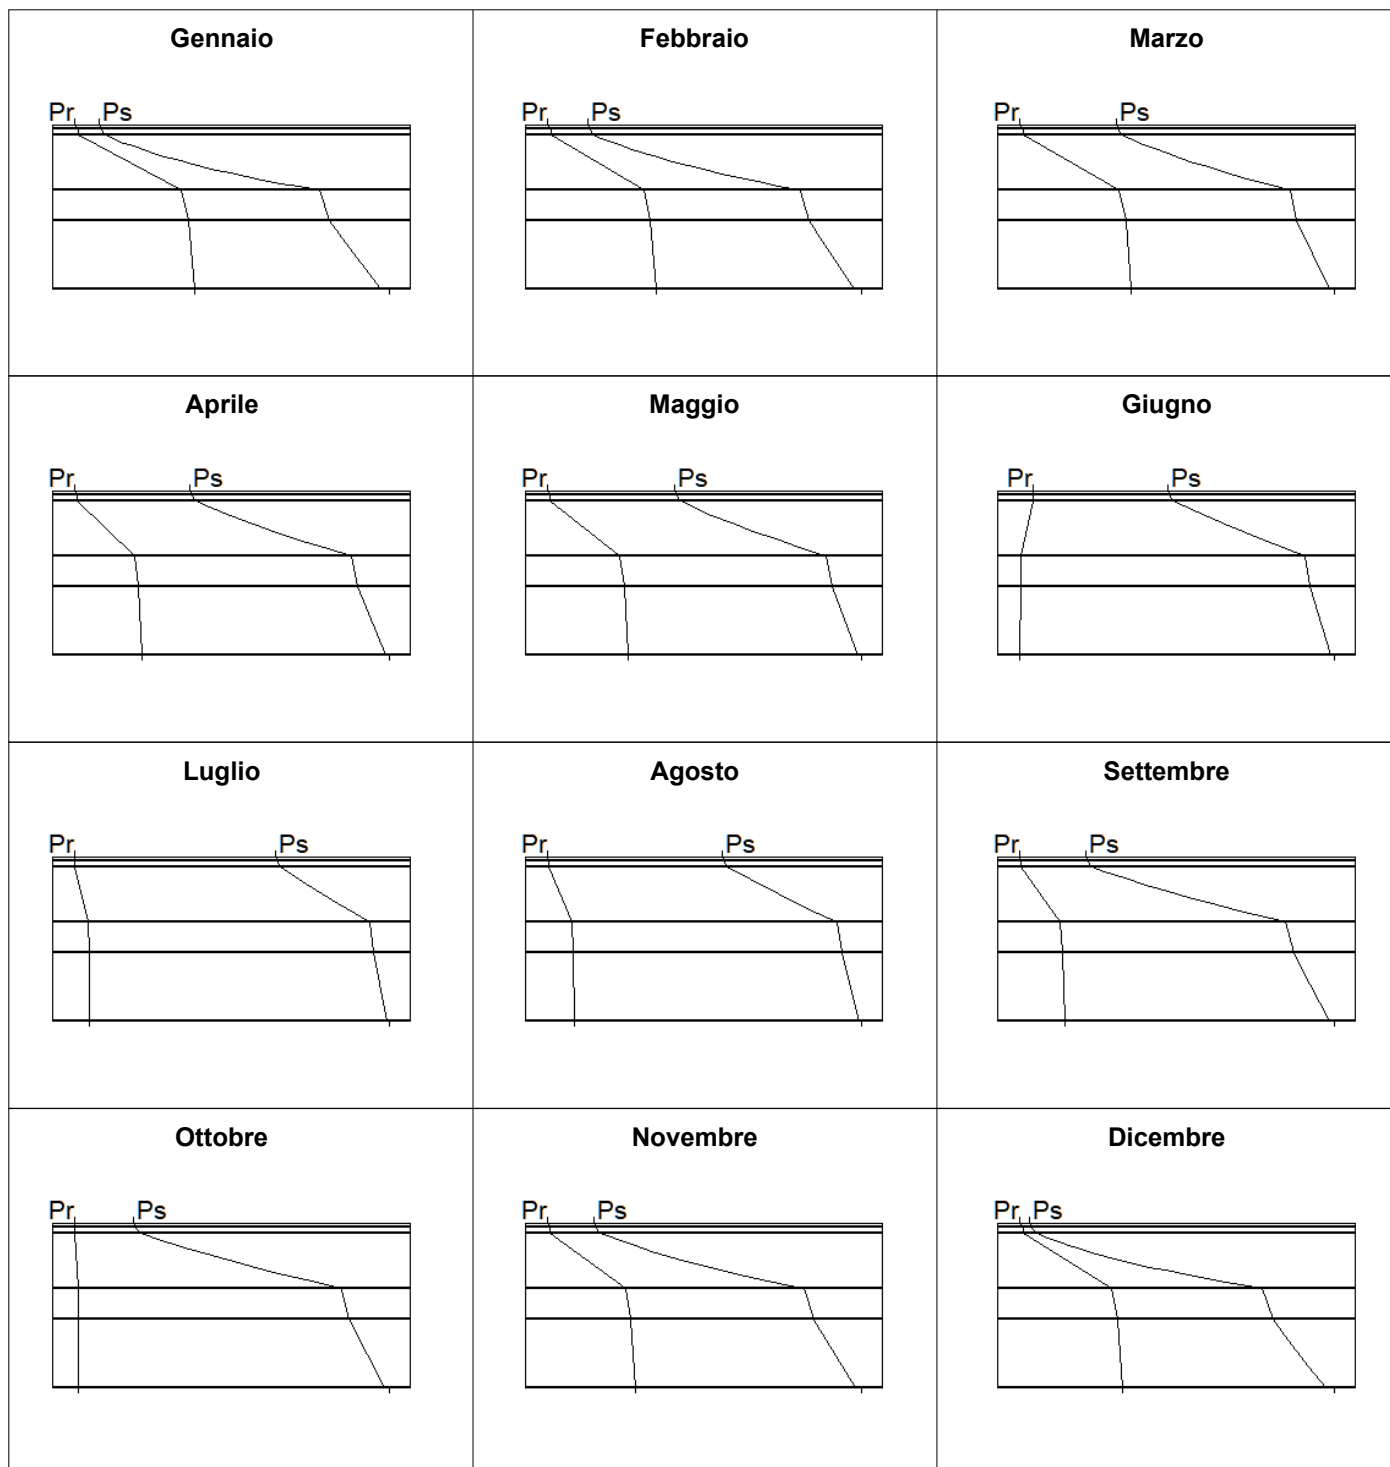 Gennaio Febbraio Marzo
Pr Ps Pr Ps Pr Ps
Aprile Maggio Giugno
Pr Ps Pr Ps Pr Ps
Luglio Agosto Settembre
Pr Ps Pr Ps Pr Ps
Ottobre Novembre Dicembre
Pr Ps Pr Ps Pr Ps